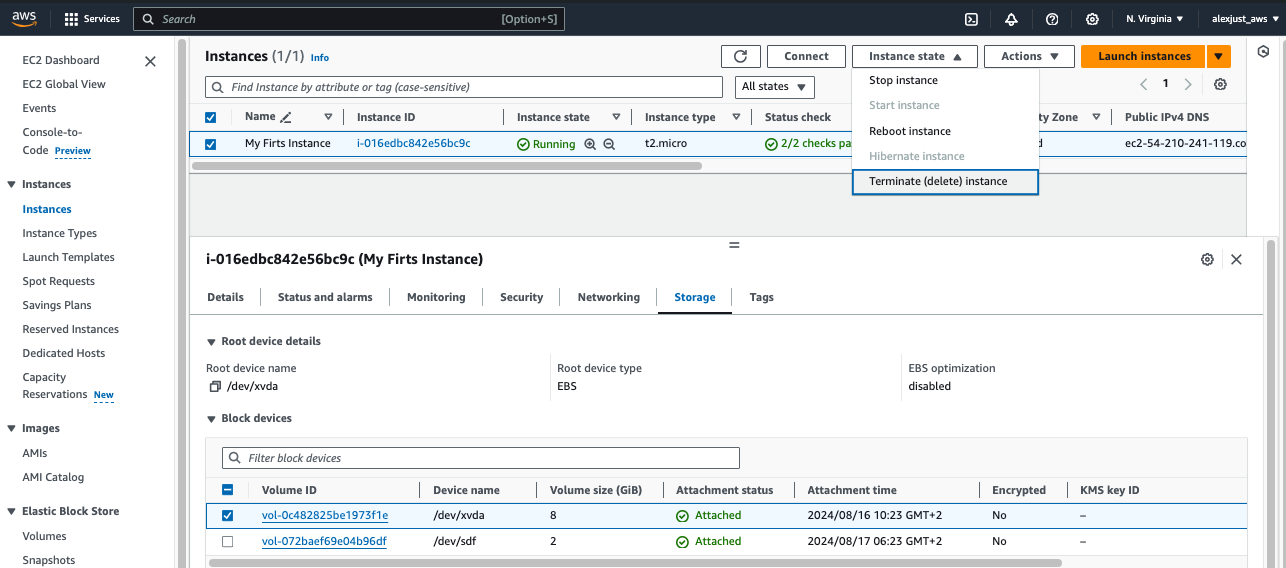 aws Services Search [Option+S] N. Virginia alexjust_aws
EC2 Dashboard
EC2 Global View
Events
Console-to-
Code Preview
Instances
Instances
Instance Types
Launch Templates
Spot Requests
Savings Plans
Reserved Instances
Dedicated Hosts
Capacity
Reservations New
Images
AMIs
AMI Catalog
Elastic Block Store
Volumes
Snapshots
Instances (1/1) Info
Connect Instance state Actions Launch instances
Find Instance by attribute or tag (case-sensitive) All states 1
Stop instance
Start instance
Reboot instance
Hibernate instance
Terminate (delete) instance
Name Instance ID Instance state Instance type Status check ty Zone Public IPv4 DNS
My Firts Instance i-016edbc842e56bc9c Running t2.micro 2/2 checks pa d ec2-54-210-241-119.co
i-016edbc842e56bc9c (My Firts Instance)
Details Status and alarms Monitoring Security Networking Storage Tags
Root device details
Root device name Root device type EBS optimization
/dev/xvda EBS disabled
Block devices
Filter block devices
Volume ID Device name Volume size (GiB) Attachment status Attachment time Encrypted KMS key ID
vol-0c482825be1973f1e /dev/xvda 8 Attached 2024/08/16 10:23 GMT+2 No –
vol-072baef69e04b96df /dev/sdf 2 Attached 2024/08/17 06:23 GMT+2 No –